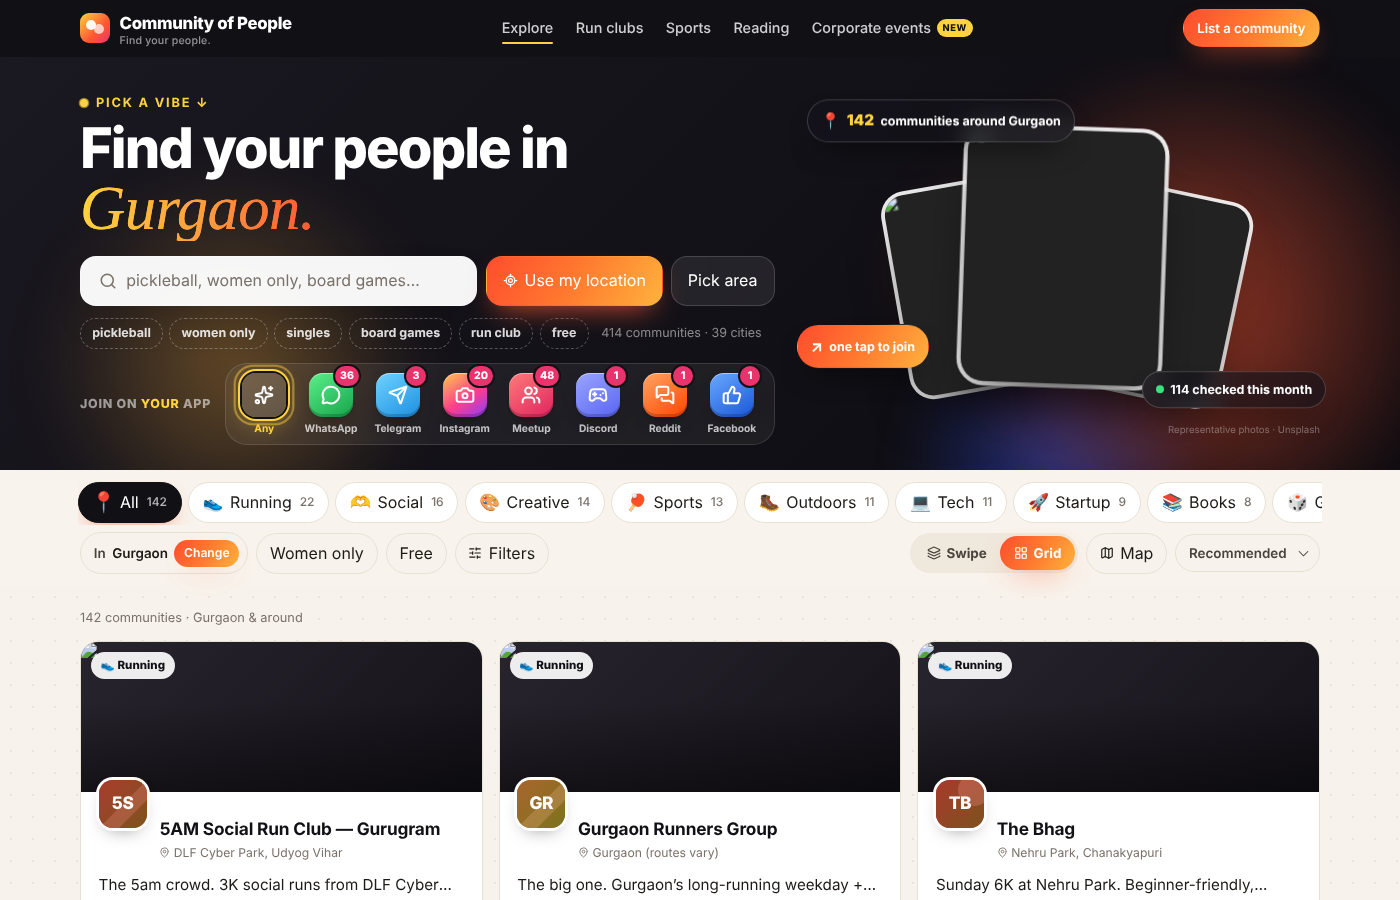 Community of People
Find your people.
Explore
Run clubs
Sports
Reading
Corporate events NEW
List a community
PICK A VIBE ↓
Find your people in
Gurgaon.
142 communities around Gurgaon
pickleball, women only, board games...
Use my location
Pick area
pickleball
women only
singles
board games
run club
free
414 communities · 39 cities
one tap to join
JOIN ON YOUR APP
Any
36
WhatsApp
3
Telegram
20
Instagram
48
Meetup
1
Discord
1
Reddit
1
Facebook
114 checked this month
Representative photos · Unsplash
All 142
Running 22
Social 16
Creative 14
Sports 13
Outdoors 11
Tech 11
Startup 9
Books 8
In Gurgaon Change
Women only
Free
Filters
Swipe
Grid
Map
Recommended
142 communities · Gurgaon & around
Running
5S
5AM Social Run Club — Gurugram
DLF Cyber Park, Udyog Vihar
The 5am crowd. 3K social runs from DLF Cyber…
Running
GR
Gurgaon Runners Group
Gurgaon (routes vary)
The big one. Gurgaon’s long-running weekday +…
Running
TB
The Bhag
Nehru Park, Chanakyapuri
Sunday 6K at Nehru Park. Beginner-friendly,…